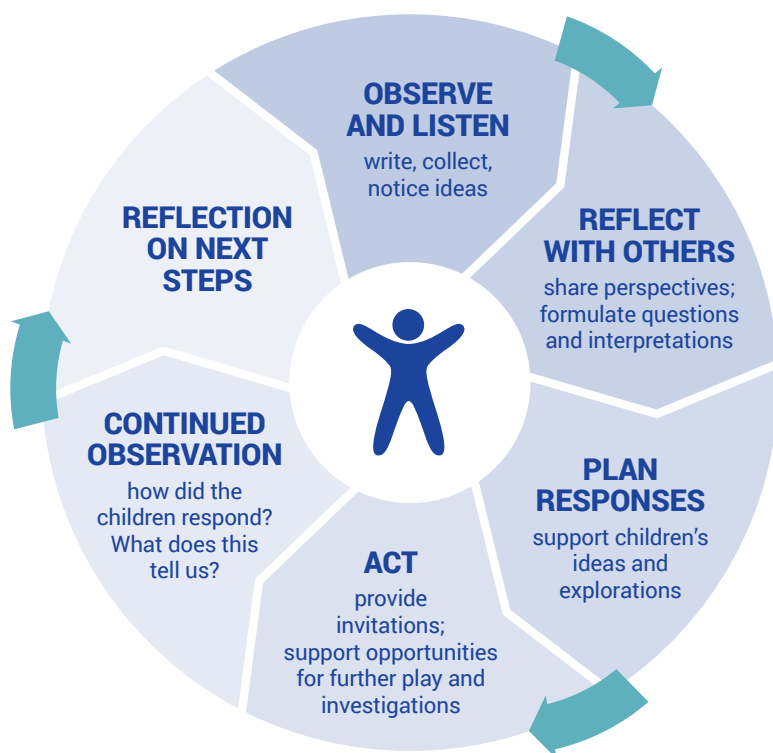 OBSERVE
AND LISTEN
write, collect,
notice ideas
REFLECT
WITH OTHERS
share perspectives;
formulate questions
and interpretations
PLAN
RESPONSES
support children’s
ideas and
explorations
ACT
provide
invitations;
support opportunities
for further play and
investigations
CONTINUED
OBSERVATION
how did the
children respond?
What does this
tell us?
REFLECTION
ON NEXT
STEPS